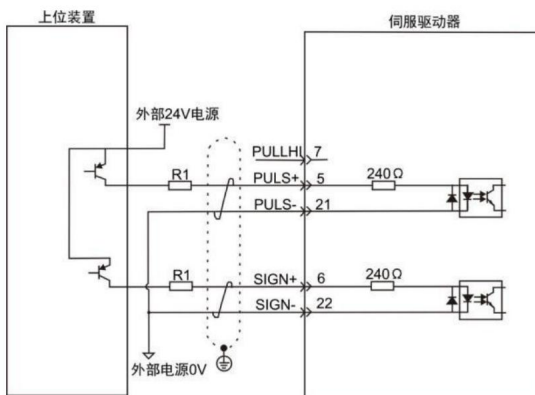 上位装置
伺服驱动器
外部24V电源
PULLHI 7
R1 PULS+ 5 240Ω
PULS- 21
R1 SIGN+ 6 240Ω
SIGN- 22
外部电源0V